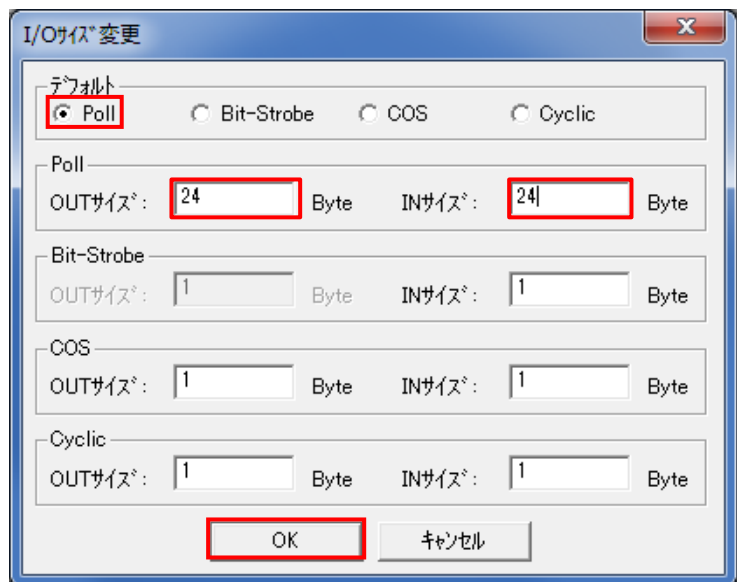 I/Oｻｲｽﾞ変更
ﾃﾞﾌｫﾙﾄ
Poll Bit-Strobe COS Cyclic
Poll
OUTｻｲｽﾞ: 24 Byte INｻｲｽﾞ: 24 Byte
Bit-Strobe
OUTｻｲｽﾞ: 1 Byte INｻｲｽﾞ: 1 Byte
COS
OUTｻｲｽﾞ: 1 Byte INｻｲｽﾞ: 1 Byte
Cyclic
OUTｻｲｽﾞ: 1 Byte INｻｲｽﾞ: 1 Byte
OK ｷｬﾝｾﾙ